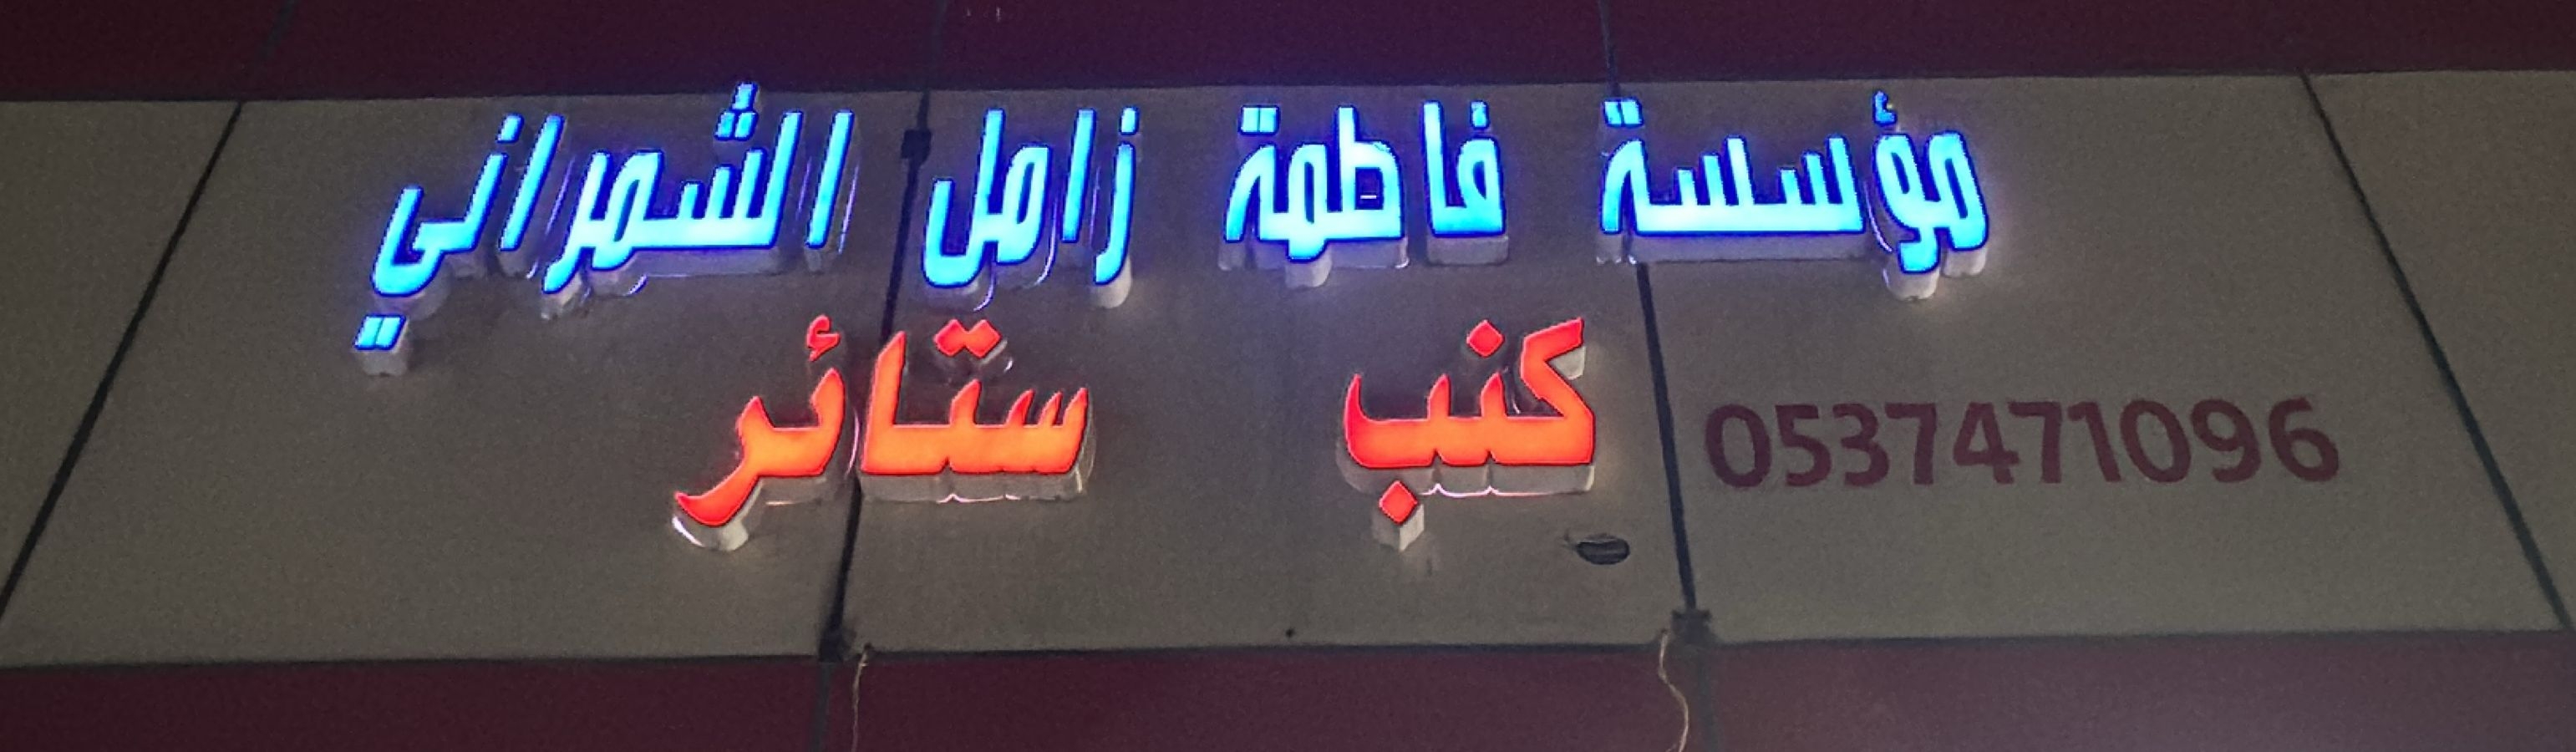 مؤسسة فاطمة زامل الشمراني
كنب ستائر
0537471096